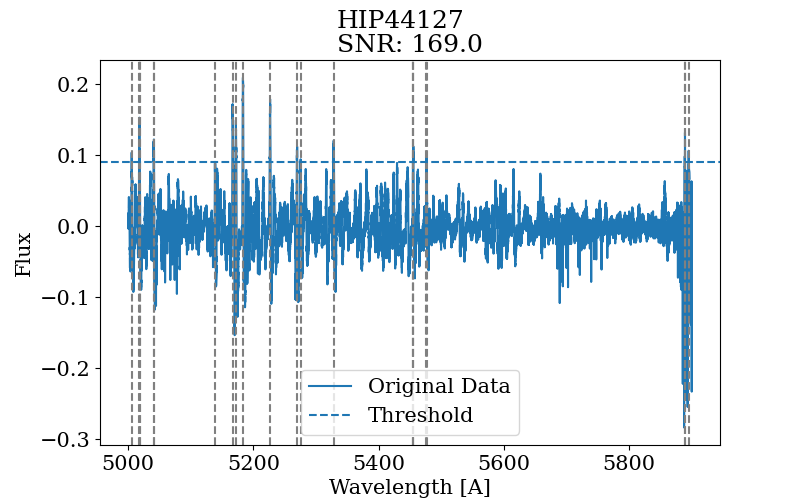 HIP44127
SNR: 169.0
Flux
0.2
0.1
0.0
−0.1
−0.2
−0.3
Original Data
Threshold
5000 5200 5400 5600 5800
Wavelength [A]